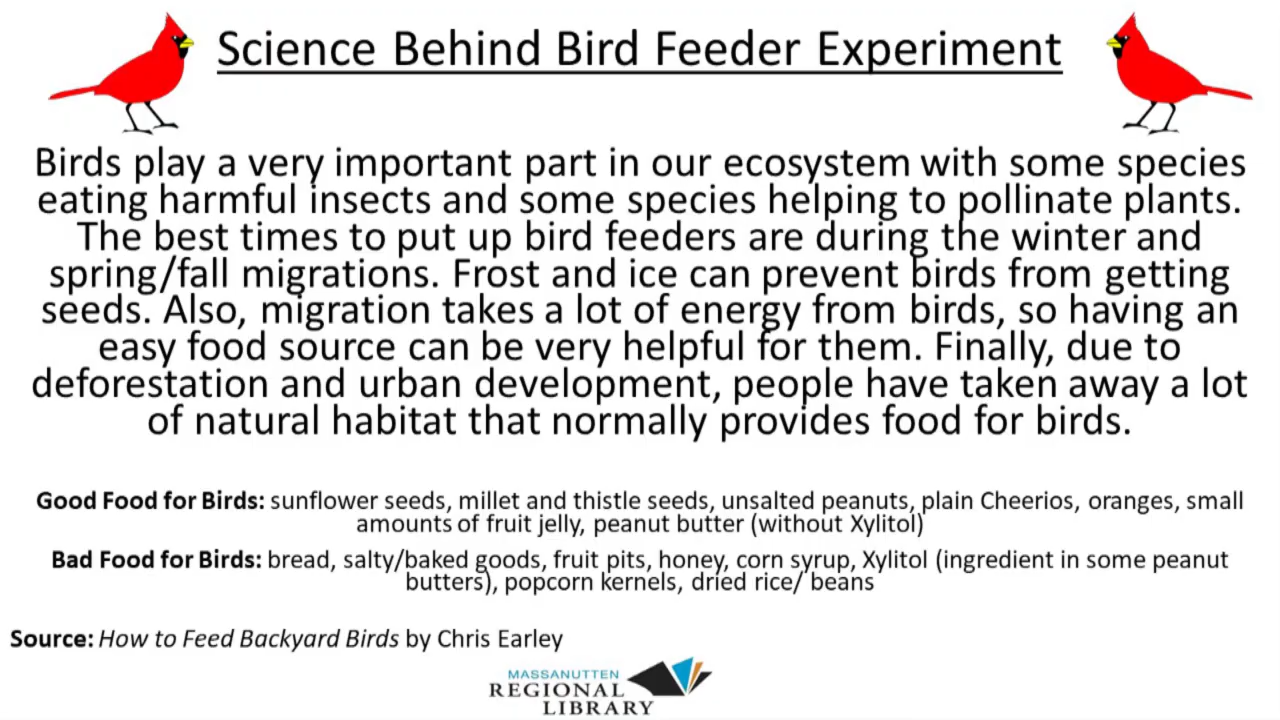 Science Behind Bird Feeder Experiment
Birds play a very important part in our ecosystem with some species
eating harmful insects and some species helping to pollinate plants.
The best times to put up bird feeders are during the winter and
spring/fall migrations. Frost and ice can prevent birds from getting
seeds. Also, migration takes a lot of energy from birds, so having an
easy food source can be very helpful for them. Finally, due to
deforestation and urban development, people have taken away a lot
of natural habitat that normally provides food for birds.
Good Food for Birds: sunflower seeds, millet and thistle seeds, unsalted peanuts, plain Cheerios, oranges, small
amounts of fruit jelly, peanut butter (without Xylitol)
Bad Food for Birds: bread, salty/baked goods, fruit pits, honey, corn syrup, Xylitol (ingredient in some peanut
butters), popcorn kernels, dried rice/ beans
Source: How to Feed Backyard Birds by Chris Earley
MASSANUTTEN
REGIONAL
LIBRARY